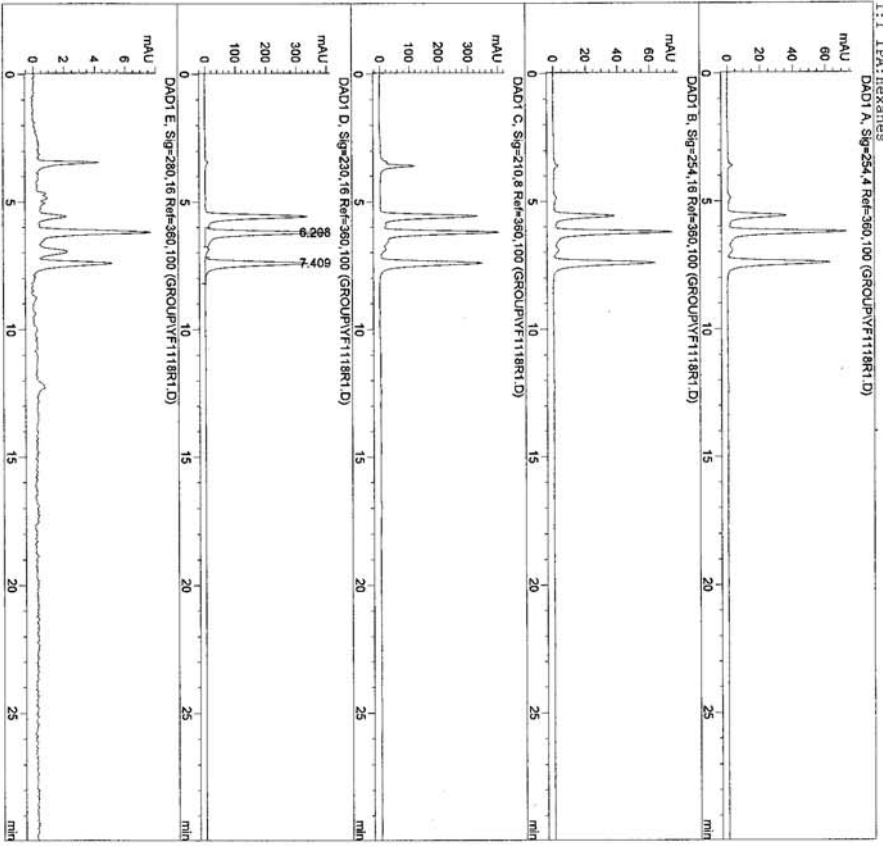 1:1 IPA:hexanes
DAD1 A, Sig=254,4 Ref=360,100 (GROUP\YF1118R1.D)
mAU
60
40
20
0
0 5 10 15 20 25 min
DAD1 B, Sig=254,16 Ref=360,100 (GROUP\YF1118R1.D)
mAU
60
40
20
0
0 5 10 15 20 25 min
DAD1 C, Sig=210,8 Ref=360,100 (GROUP\YF1118R1.D)
mAU
300
200
100
0
0 5 10 15 20 25 min
DAD1 D, Sig=230,16 Ref=360,100 (GROUP\YF1118R1.D)
mAU
300
200
100
0
6.208
7.409
0 5 10 15 20 25 min
DAD1 E, Sig=280,16 Ref=360,100 (GROUP\YF1118R1.D)
mAU
6
4
2
0
0 5 10 15 20 25 min